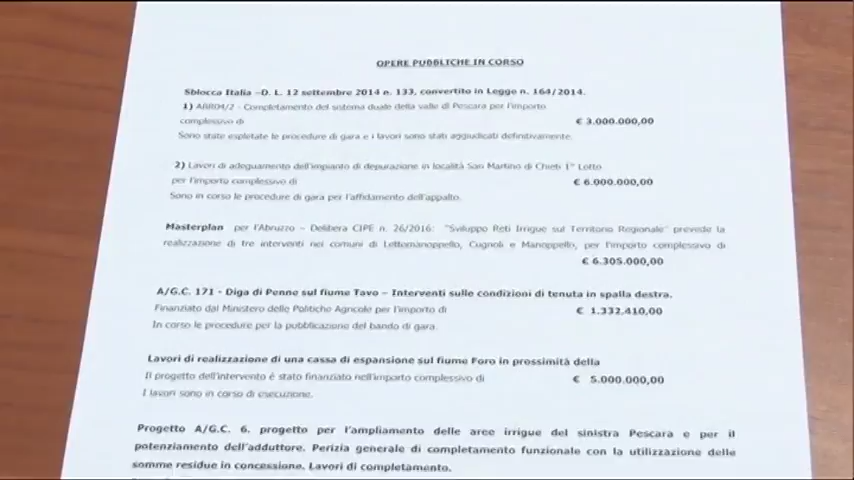 OPERE PUBBLICHE IN CORSO
Sblocca Italia –D. L. 12 settembre 2014 n. 133, convertito in Legge n. 164/2014.
1) ABR04/2 - Completamento del sistema duale della valle di Pescara per l'importo
complessivo di € 3.000.000,00
Sono state espletate le procedure di gara e i lavori sono stati aggiudicati definitivamente.
2) Lavori di adeguamento dell'impianto di depurazione in località San Martino di Chieti 1° Lotto
per l'importo complessivo di € 6.000.000,00
Sono in corso le procedure di gara per l'affidamento dell'appalto.
Masterplan per l'Abruzzo – Delibera CIPE n. 26/2016: "Sviluppo Reti Irrigue sul Territorio Regionale" prevede la
realizzazione di tre interventi nei comuni di Lettomanoppello, Cugnoli e Manoppello, per l'importo complessivo di
€ 6.305.000,00
A/G.C. 171 - Diga di Penne sul fiume Tavo – Interventi sulle condizioni di tenuta in spalla destra.
Finanziato dal Ministero delle Politiche Agricole per l'importo di € 1.332.410,00
In corso le procedure per la pubblicazione del bando di gara.
Lavori di realizzazione di una cassa di espansione sul fiume Foro in prossimità della
Il progetto dell'intervento è stato finanziato nell'importo complessivo di € 5.000.000,00
I lavori sono in corso di esecuzione.
Progetto A/G.C. 6. progetto per l'ampliamento delle aree irrigue del sinistra Pescara e per il
potenziamento dell'adduttore. Perizia generale di completamento funzionale con la utilizzazione delle
somme residue in concessione. Lavori di completamento.